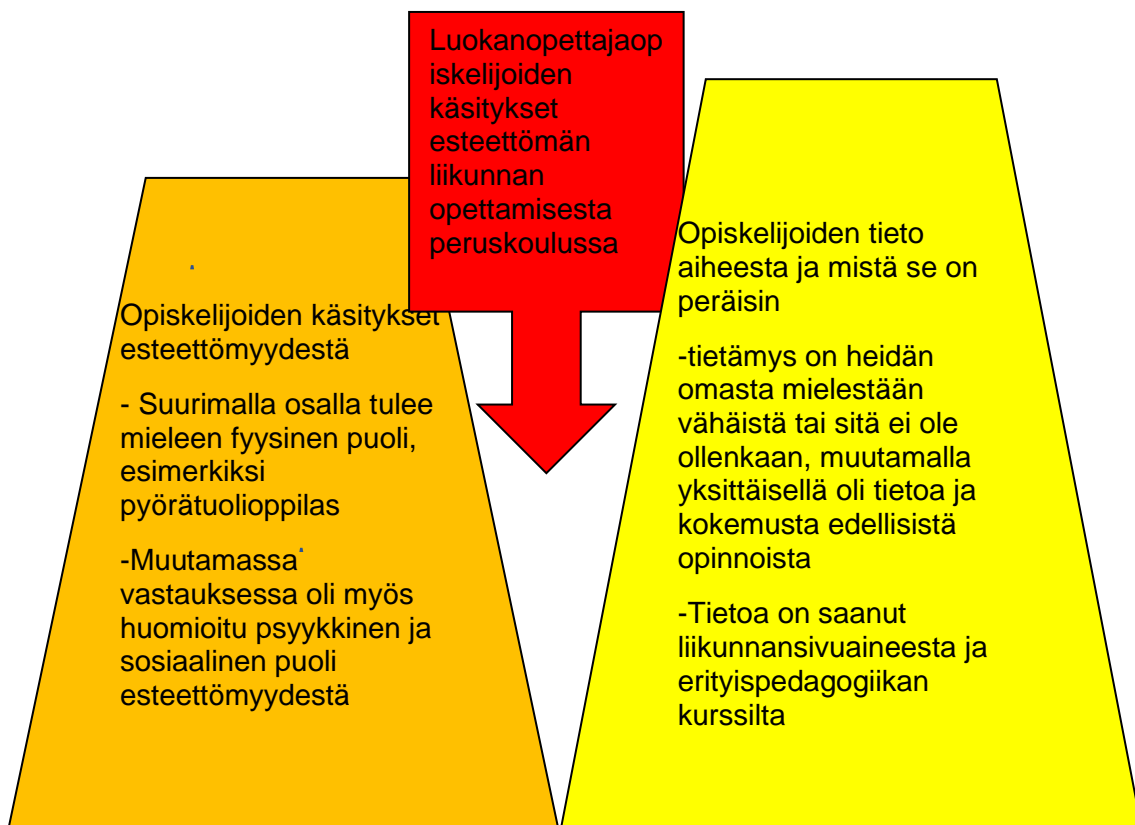 Luokanopettajaop
iskelijoiden
käsitykset
esteettömän
liikunnan
opettamisesta
peruskoulussa
Opiskelijoiden käsitykset
esteettömyydestä
- Suurimalla osalla tulee
mieleen fyysinen puoli,
esimerkiksi
pyörätuolioppilas
-Muutamassa
vastauksessa oli myös
huomioitu psyykkinen ja
sosiaalinen puoli
esteettömyydestä
Opiskelijoiden tieto
aiheesta ja mistä se on
peräisin
-tietämys on heidän
omasta mielestään
vähäistä tai sitä ei ole
ollenkaan, muutamalla
yksittäisellä oli tietoa ja
kokemusta edellisistä
opinnoista
-Tietoa on saanut
liikunnansivuaineesta ja
erityispedagogiikan
kurssilta